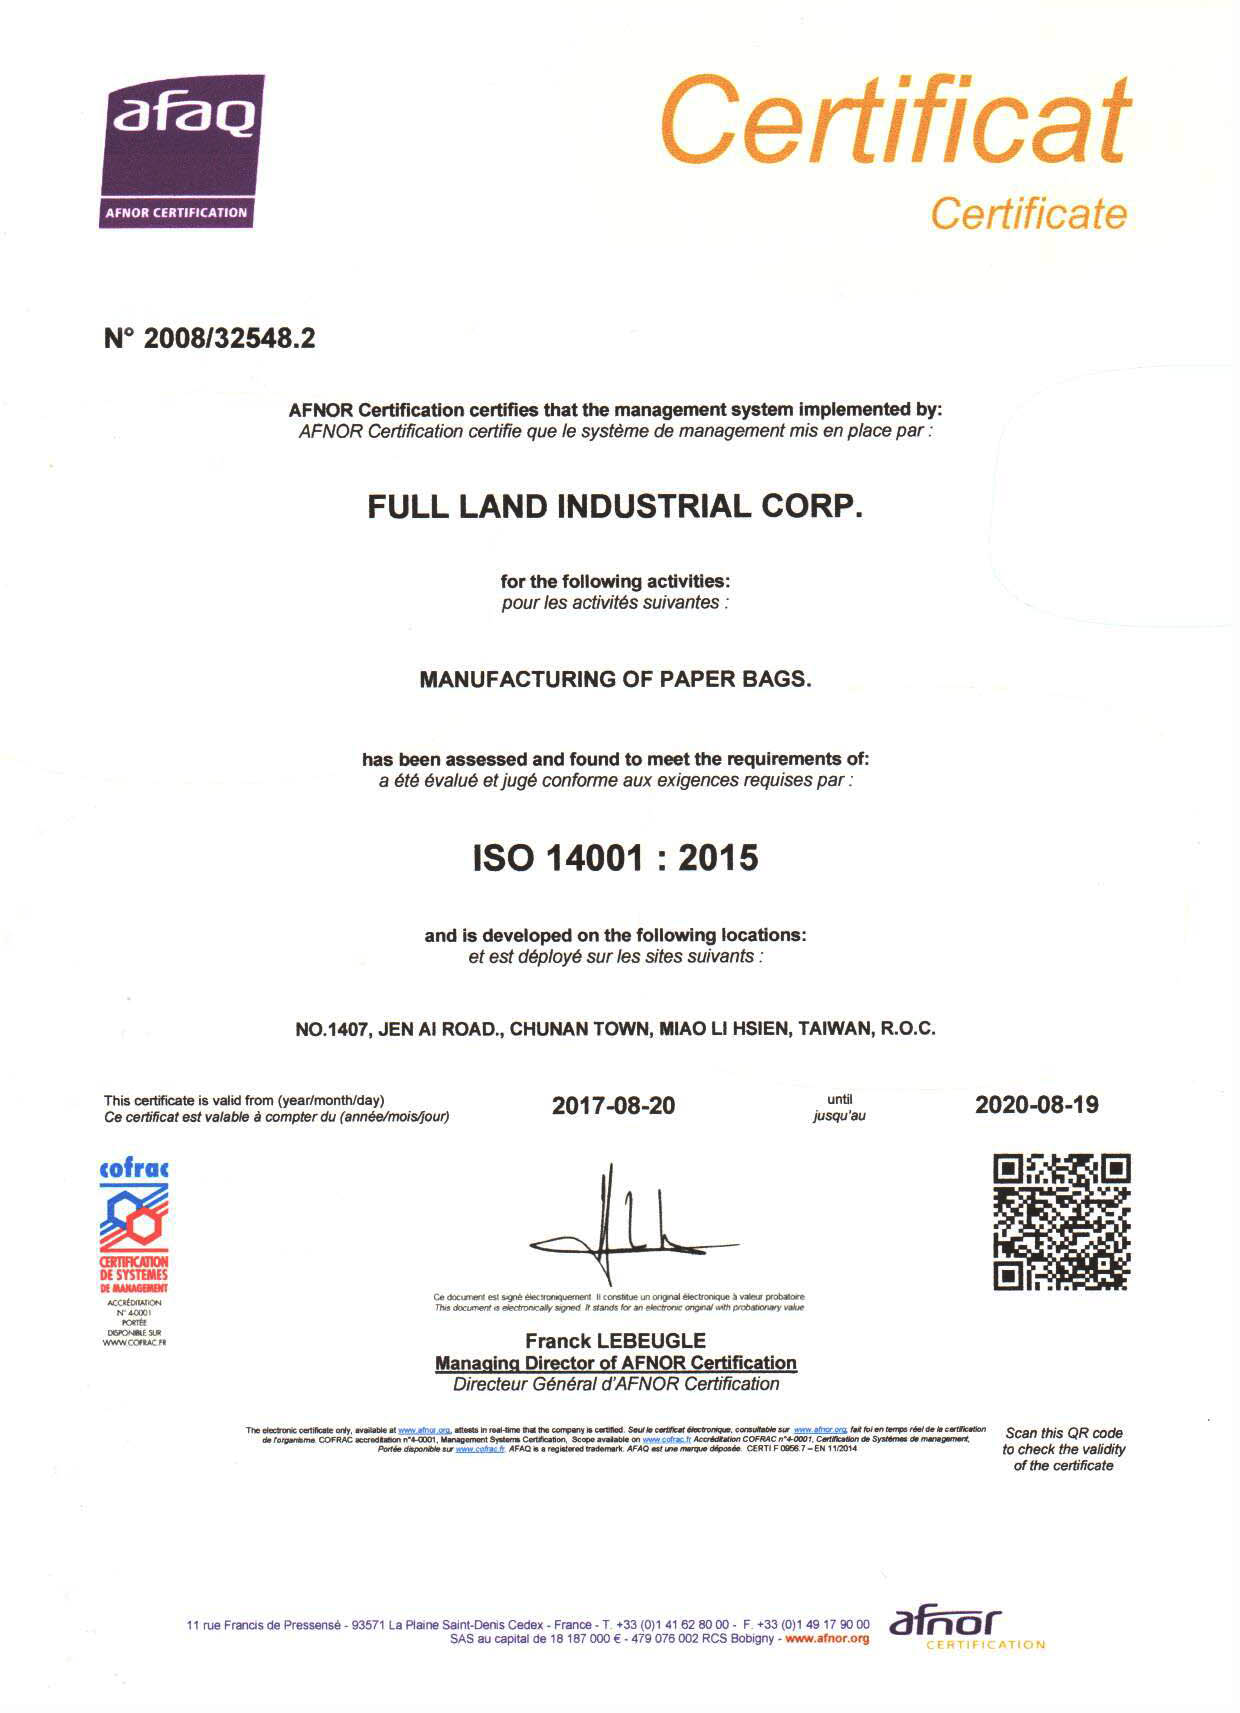 afaq
AFNOR CERTIFICATION
Certificat
Certificate
N° 2008/32548.2
AFNOR Certification certifies that the management system implemented by:
AFNOR Certification certifie que le système de management mis en place par :
FULL LAND INDUSTRIAL CORP.
for the following activities:
pour les activités suivantes :
MANUFACTURING OF PAPER BAGS.
has been assessed and found to meet the requirements of:
a été évalué et jugé conforme aux exigences requises par :
ISO 14001 : 2015
and is developed on the following locations:
et est déployé sur les sites suivants :
NO.1407, JEN AI ROAD., CHUNAN TOWN, MIAO LI HSIEN, TAIWAN, R.O.C.
This certificate is valid from (year/month/day)
Ce certificat est valable à compter du (année/mois/jour)
2017-08-20
until
jusqu'au
2020-08-19
cofrac
CERTIFICATION
DE SYSTEMES
DE MANAGEMENT
ACCRÉDITATION
N° 4-0001
PORTÉE
DISPONIBLE SUR
WWW.COFRAC.FR
Ce document est signé électroniquement. Il constitue un original électronique à valeur probatoire.
This document is electronically signed. It stands for an electronic original with probationary value
Franck LEBEUGLE
Managing Director of AFNOR Certification
Directeur Général d'AFNOR Certification
The electronic certificate only, available at www.afnor.org, attests in real-time that the company is certified. Seul le certificat électronique, consultable sur www.afnor.org, fait foi en temps réel de la certification
de l'organisme. COFRAC accreditation n°4-0001, Management Systems Certification, Scope available on www.cofrac.fr Accréditation COFRAC n°4-0001, Certification de Systèmes de management,
Portée disponible sur www.cofrac.fr. AFAQ is a registered trademark. AFAQ est une marque déposée. CERTI F 0956.7 – EN 11/2014
Scan this QR code
to check the validity
of the certificate
11 rue Francis de Pressensé - 93571 La Plaine Saint-Denis Cedex - France - T. +33 (0)1 41 62 80 00 - F. +33 (0)1 49 17 90 00
SAS au capital de 18 187 000 € - 479 076 002 RCS Bobigny - www.afnor.org
afnor
CERTIFICATION